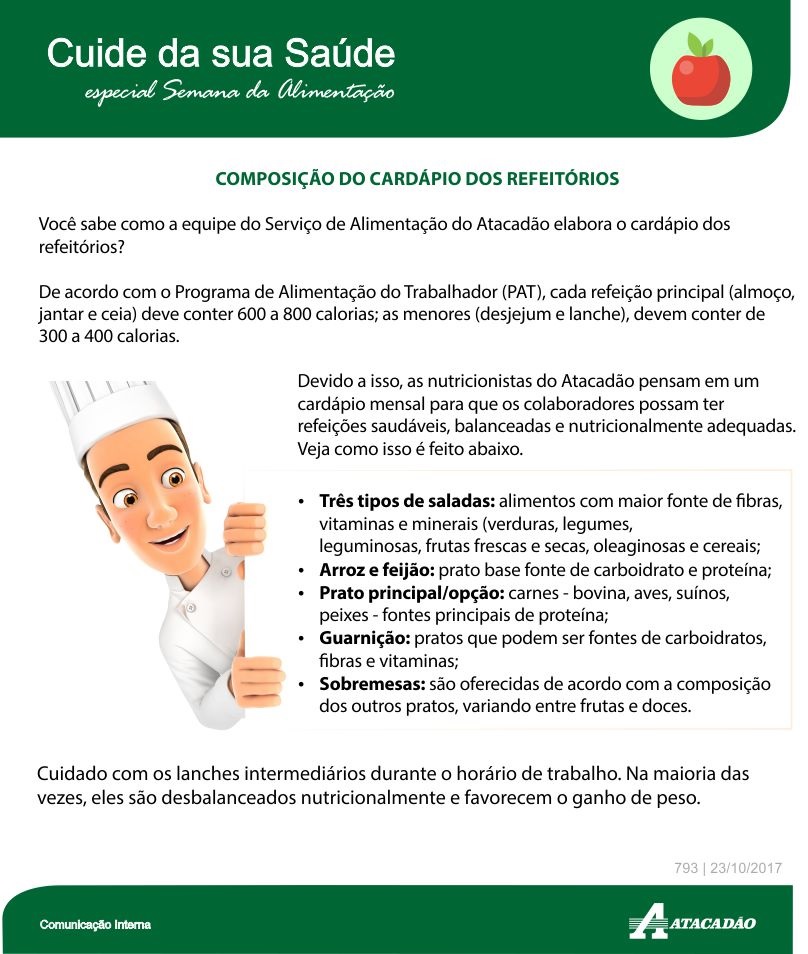 Cuide da sua Saúde
especial Semana da Alimentação
COMPOSIÇÃO DO CARDÁPIO DOS REFEITÓRIOS
Você sabe como a equipe do Serviço de Alimentação do Atacadão elabora o cardápio dos
refeitórios?
De acordo com o Programa de Alimentação do Trabalhador (PAT), cada refeição principal (almoço,
jantar e ceia) deve conter 600 a 800 calorias; as menores (desjejum e lanche), devem conter de
300 a 400 calorias.
Devido a isso, as nutricionistas do Atacadão pensam em um
cardápio mensal para que os colaboradores possam ter
refeições saudáveis, balanceadas e nutricionalmente adequadas.
Veja como isso é feito abaixo.
• Três tipos de saladas: alimentos com maior fonte de fibras,
vitaminas e minerais (verduras, legumes,
leguminosas, frutas frescas e secas, oleaginosas e cereais;
• Arroz e feijão: prato base fonte de carboidrato e proteína;
• Prato principal/opção: carnes - bovina, aves, suínos,
peixes - fontes principais de proteína;
• Guarnição: pratos que podem ser fontes de carboidratos,
fibras e vitaminas;
• Sobremesas: são oferecidas de acordo com a composição
dos outros pratos, variando entre frutas e doces.
Cuidado com os lanches intermediários durante o horário de trabalho. Na maioria das
vezes, eles são desbalanceados nutricionalmente e favorecem o ganho de peso.
793 | 23/10/2017
Comunicação Interna
ATACADÃO